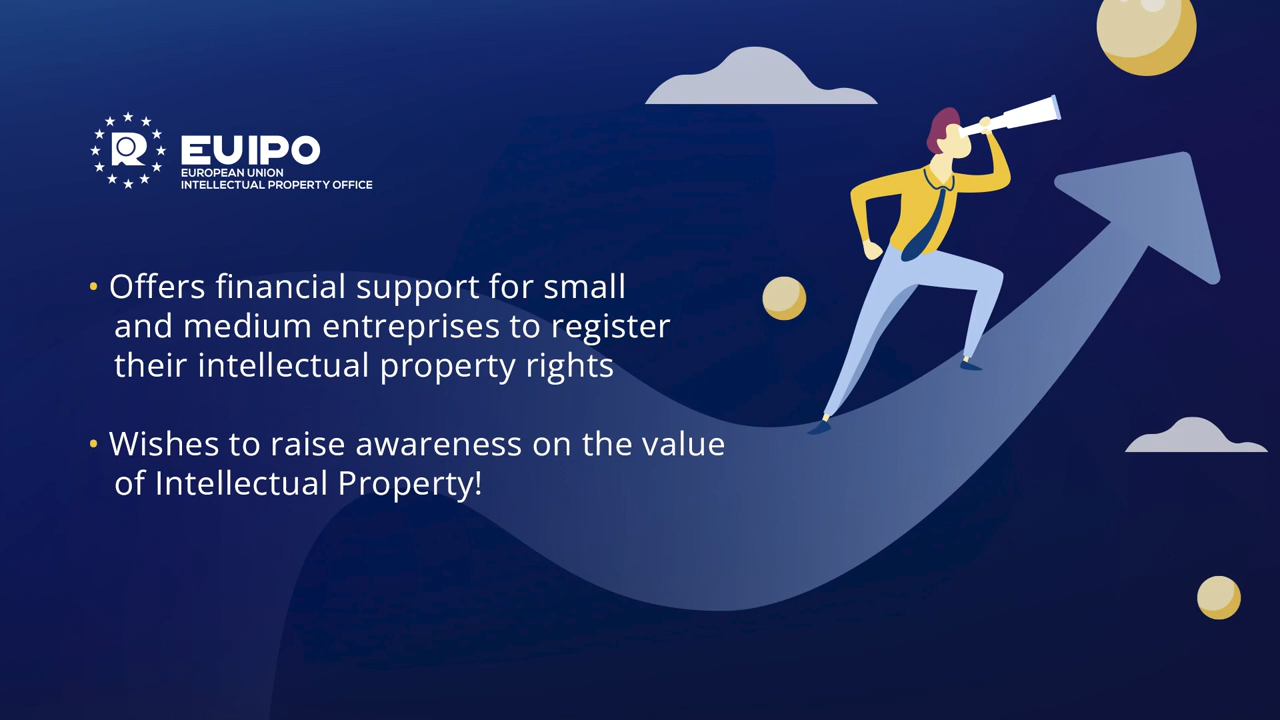 R
EUIPO
EUROPEAN UNION
INTELLECTUAL PROPERTY OFFICE
• Offers financial support for small
and medium entreprises to register
their intellectual property rights
• Wishes to raise awareness on the value
of Intellectual Property!